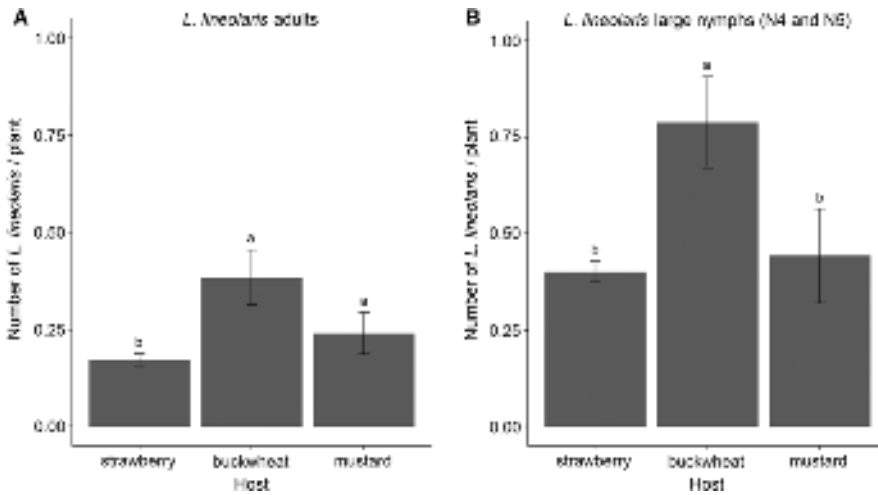 A
L. lineolaris adults
1.00
0.75
0.50
0.25
0.00
Number of L. lineolaris / plant
a
a
strawberry
buckwheat
mustard
Host
B
L. lineolaris large nymphs (N4 and N5)
1.00
0.75
0.50
0.25
0.00
Number of L. lineolaris / plant
a
b
strawberry
buckwheat
mustard
Host